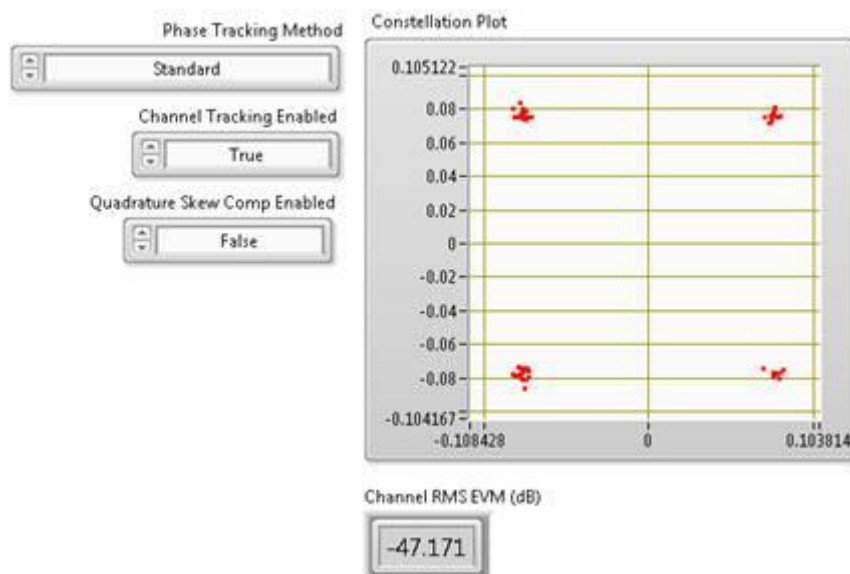 Phase Tracking Method
Standard
Channel Tracking Enabled
True
Quadrature Skew Comp Enabled
False
Constellation Plot
0.105122
0.08
0.06
0.04
0.02
0
-0.02
-0.04
-0.06
-0.08
-0.104167
-0.108428 0 0.103814
Channel RMS EVM (dB)
-47.171